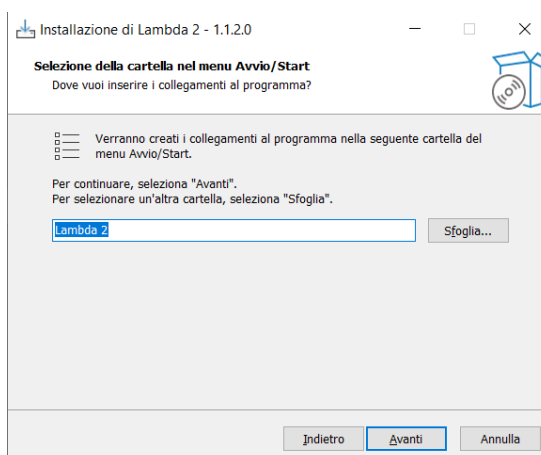 Installazione di Lambda 2 - 1.1.2.0
Selezione della cartella nel menu Avvio/Start
Dove vuoi inserire i collegamenti al programma?
Verranno creati i collegamenti al programma nella seguente cartella del
menu Avvio/Start.
Per continuare, seleziona "Avanti".
Per selezionare un'altra cartella, seleziona "Sfoglia".
Lambda 2
Sfoglia...
Indietro
Avanti
Annulla